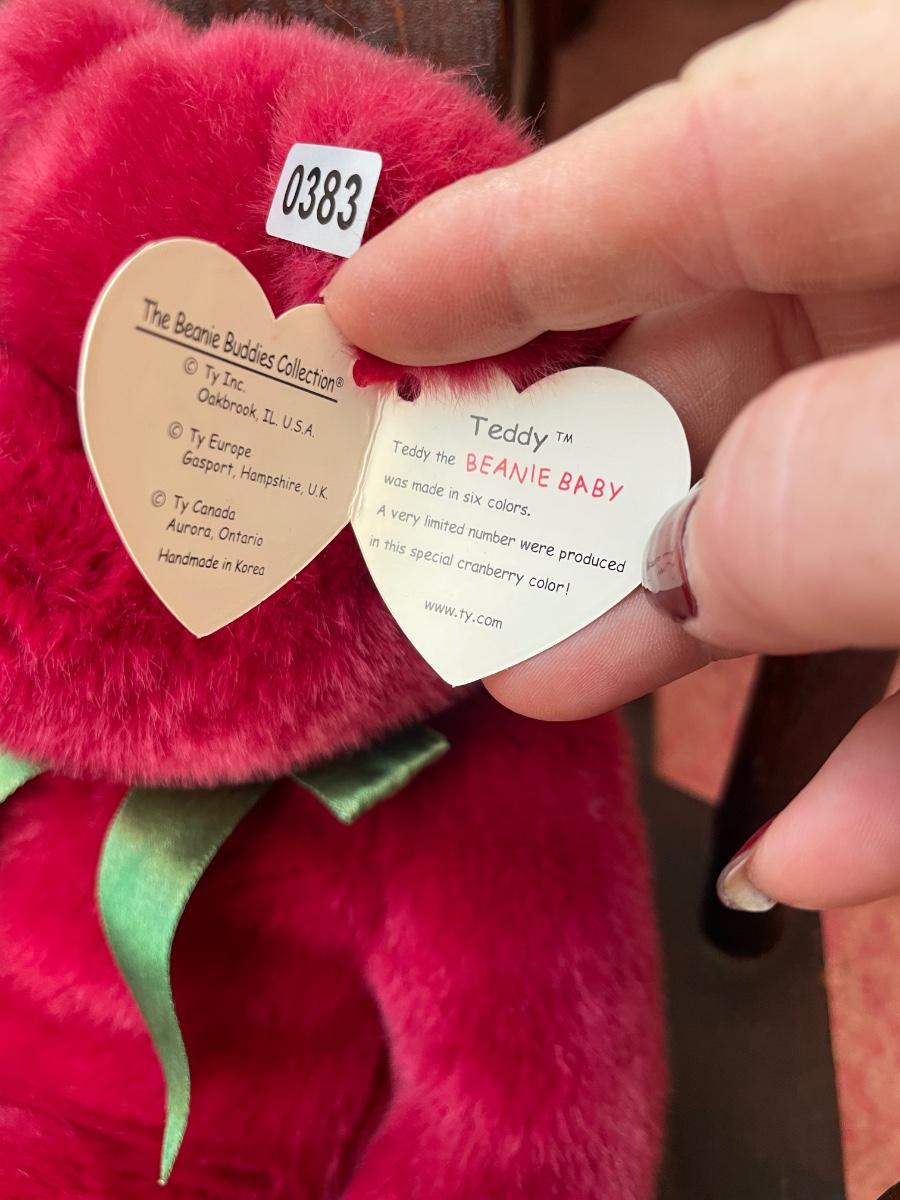 0383
The Beanie Buddies Collection®
© Ty Inc.
Oakbrook, IL. U.S.A.
© Ty Europe
Gasport, Hampshire, U.K.
© Ty Canada
Aurora, Ontario
Handmade in Korea
Teddy ™
Teddy the BEANIE BABY
was made in six colors.
A very limited number were produced
in this special cranberry color!
www.ty.com